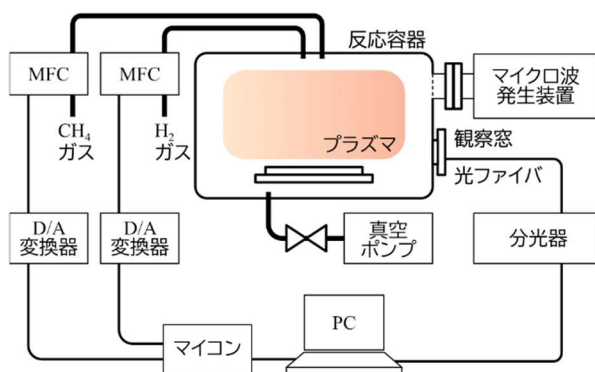 反応容器
MFC
MFC
マイクロ波
発生装置
CH₄
ガス
H₂
ガス
プラズマ
観察窓
光ファイバ
D/A
変換器
D/A
変換器
真空
ポンプ
分光器
PC
マイコン